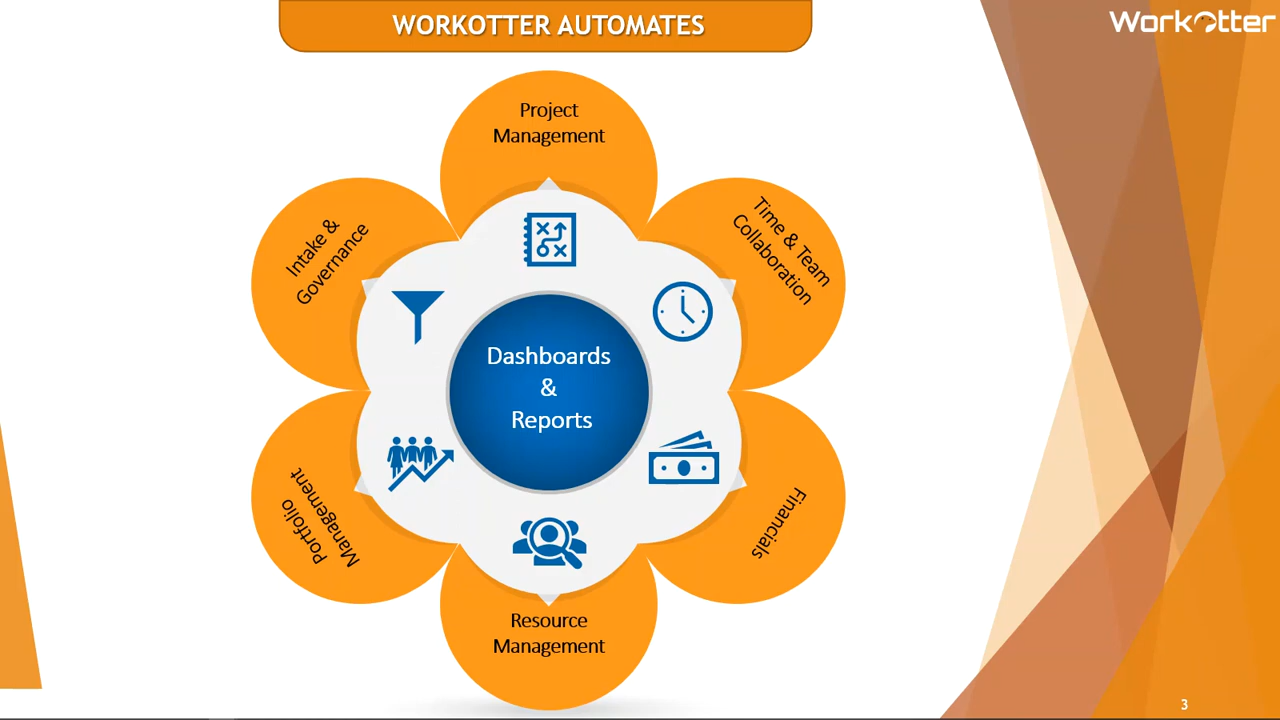 WORKOTTER AUTOMATES
WorkOtter
Project
Management
Time & Team
Collaboration
Financials
Resource
Management
Portfolio
Management
Intake &
Governance
Dashboards
&
Reports
3